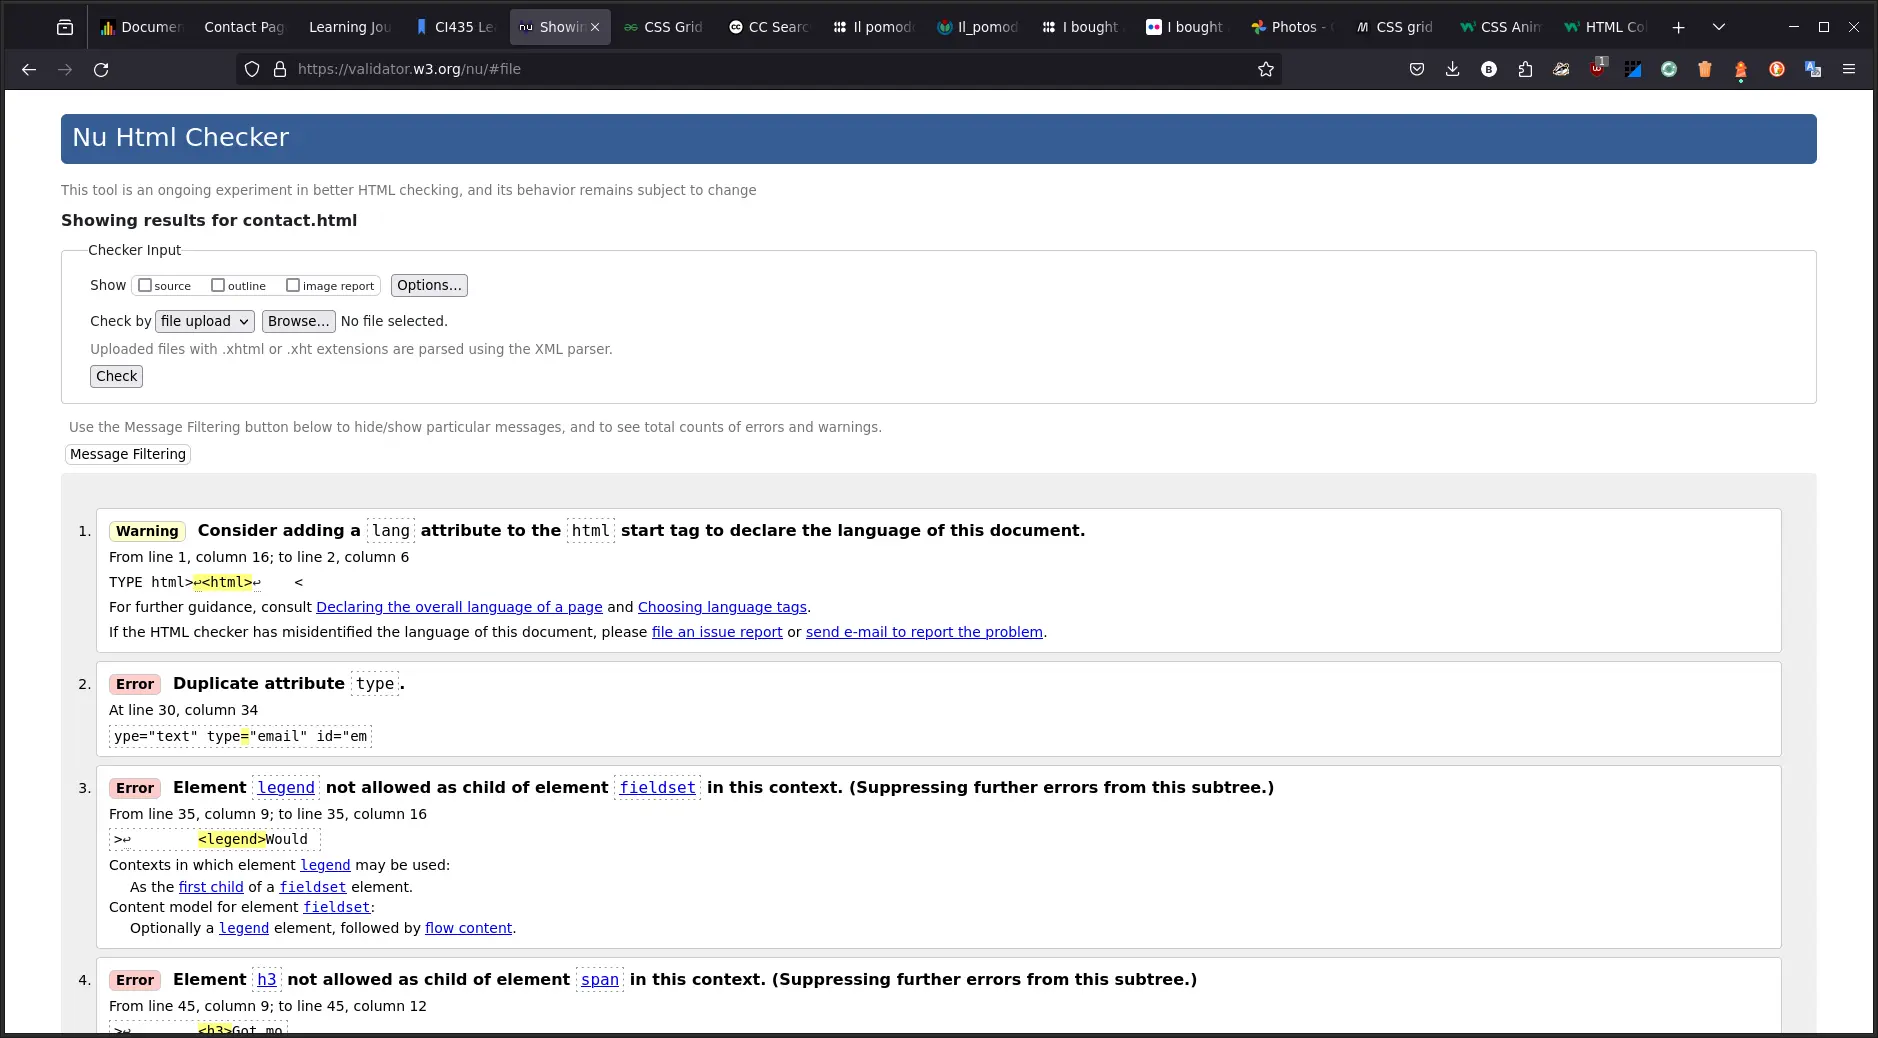 Documen
Contact Pag
Learning Jou
CI435 Le
Showin
CSS Grid
CC Searc
Il pomod
Il_pomod
I bought
I bought
Photos -
CSS grid
CSS Anim
HTML Col
https://validator.w3.org/nu/#file
1
Nu Html Checker
This tool is an ongoing experiment in better HTML checking, and its behavior remains subject to change
Showing results for contact.html
Checker Input
Show source outline image report Options...
Check by file upload Browse... No file selected.
Uploaded files with .xhtml or .xht extensions are parsed using the XML parser.
Check
Use the Message Filtering button below to hide/show particular messages, and to see total counts of errors and warnings.
Message Filtering
1. Warning Consider adding a lang attribute to the html start tag to declare the language of this document.
From line 1, column 16; to line 2, column 6
TYPE html>↩<html>↩    <
For further guidance, consult Declaring the overall language of a page and Choosing language tags.
If the HTML checker has misidentified the language of this document, please file an issue report or send e-mail to report the problem.
2. Error Duplicate attribute type.
At line 30, column 34
ype="text" type="email" id="em
3. Error Element legend not allowed as child of element fieldset in this context. (Suppressing further errors from this subtree.)
From line 35, column 9; to line 35, column 16
>↩        <legend>Would
Contexts in which element legend may be used:
As the first child of a fieldset element.
Content model for element fieldset:
Optionally a legend element, followed by flow content.
4. Error Element h3 not allowed as child of element span in this context. (Suppressing further errors from this subtree.)
From line 45, column 9; to line 45, column 12
>↩        <h3>Got mo